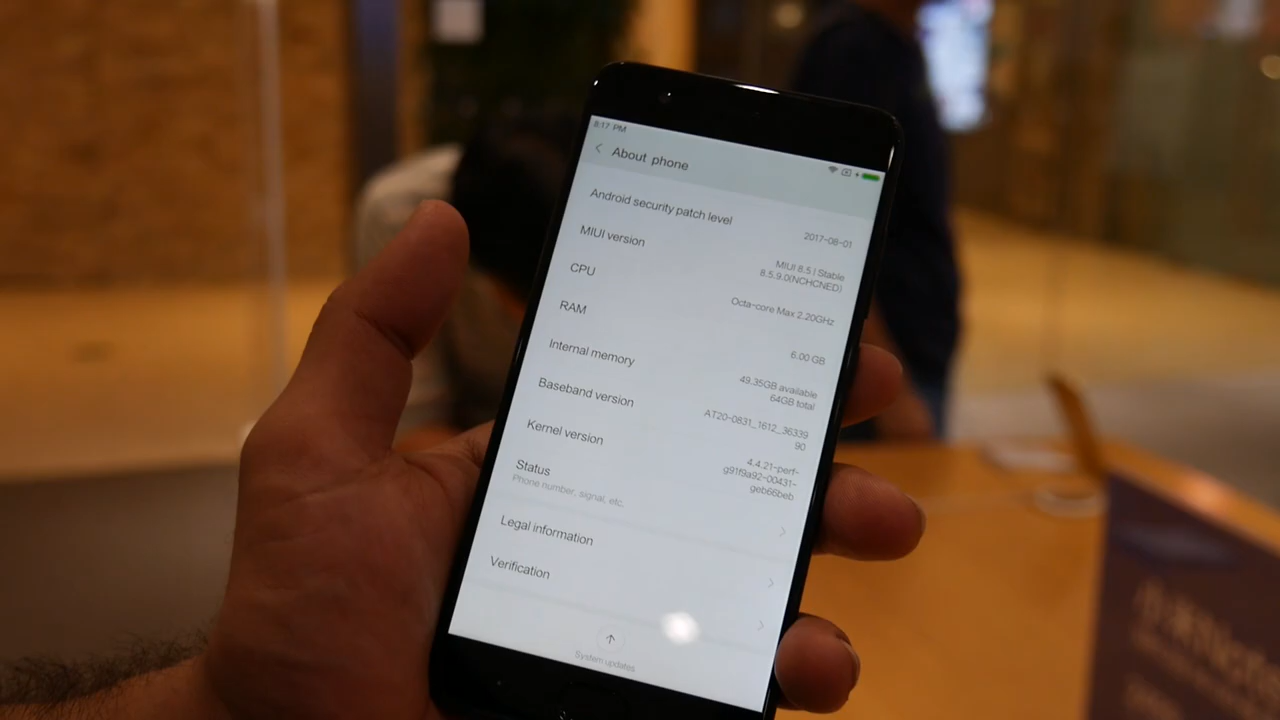 8:17 PM
About phone
Android security patch level
2017-08-01
MIUI version
MIUI 8.5 | Stable
8.5.9.0(NCHCNED)
CPU
Octa-core Max 2.20GHz
RAM
6.00 GB
Internal memory
49.35GB available
64GB total
Baseband version
AT20-0831_1612_36339
90
Kernel version
4.4.21-perf-
g91f9a92-00431-
geb66beb
Status
Phone number, signal, etc.
Legal information
Verification
System updates